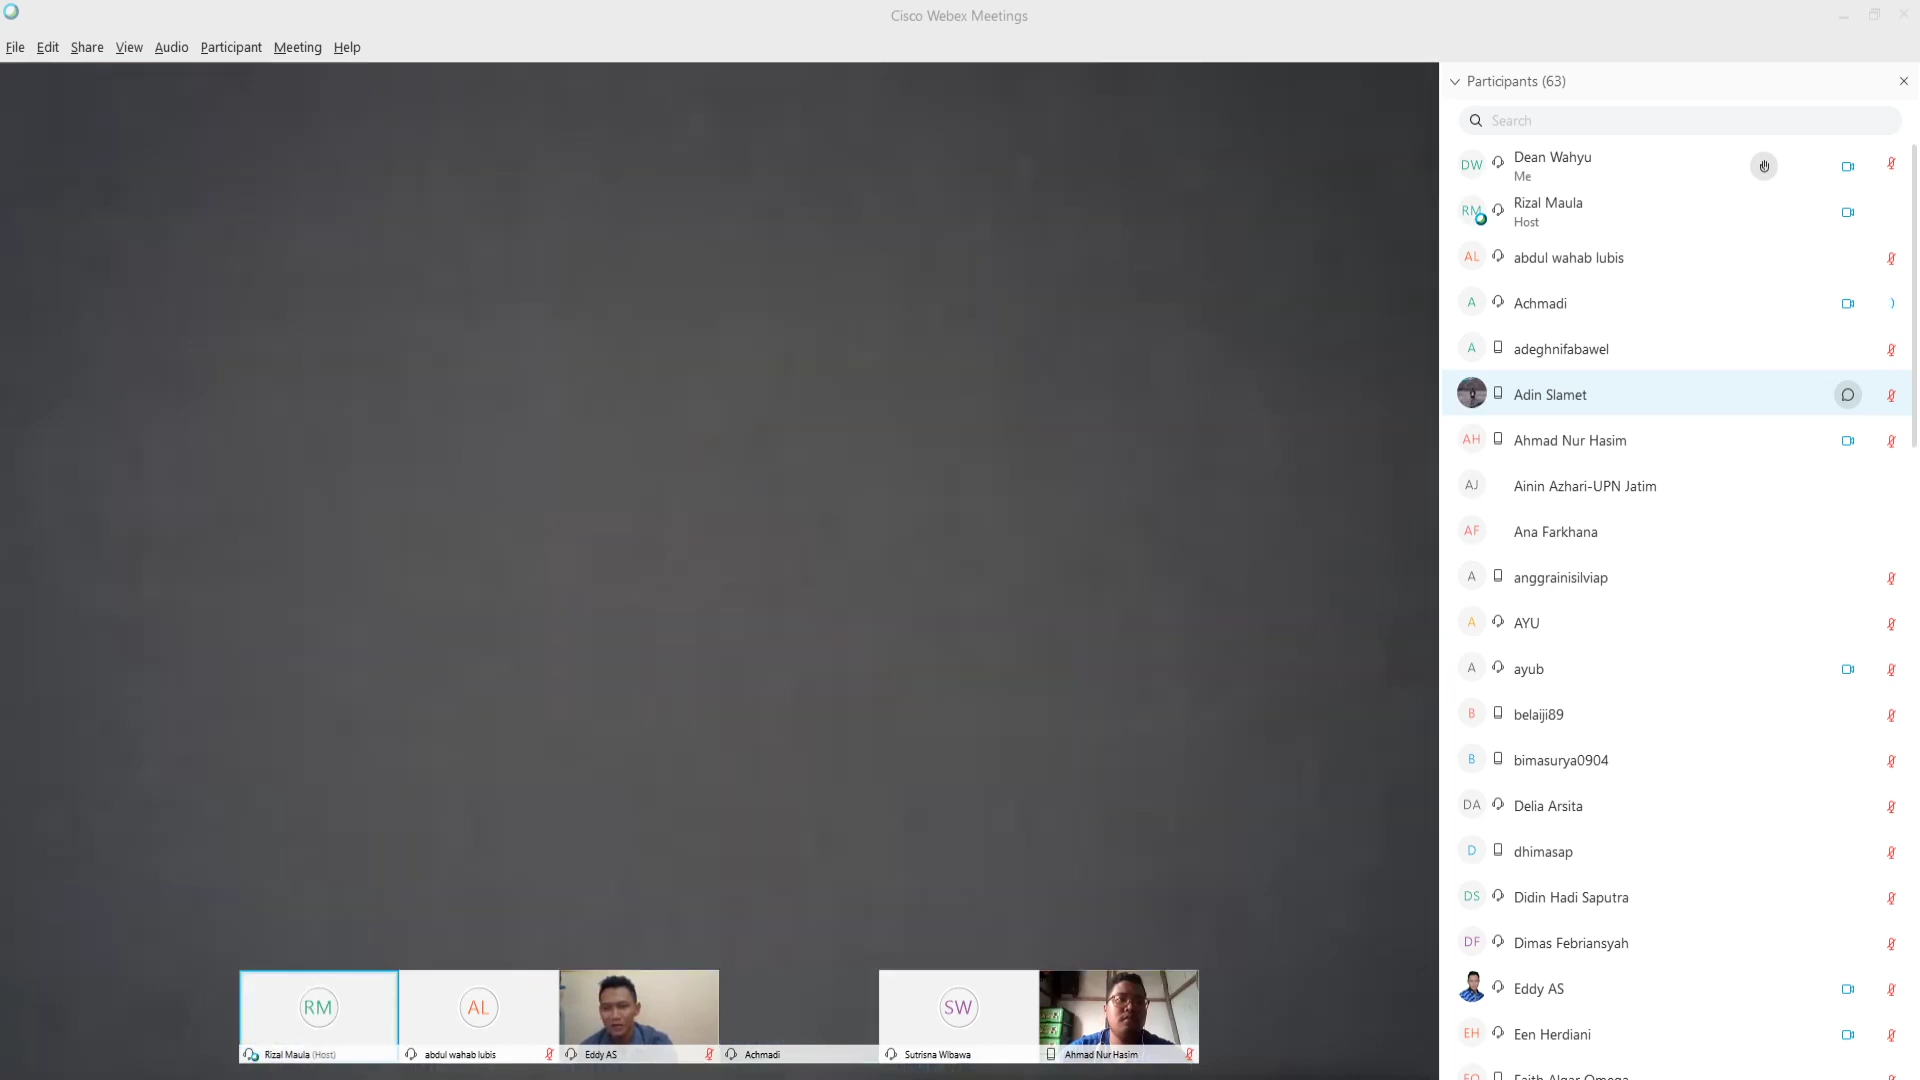 Cisco Webex Meetings
File Edit Share View Audio Participant Meeting Help
Participants (63)
Search
DW Dean Wahyu
Me
RM Rizal Maula
Host
AL abdul wahab lubis
A Achmadi
A adeghnifabawel
Adin Slamet
AH Ahmad Nur Hasim
AJ Ainin Azhari-UPN Jatim
AF Ana Farkhana
A anggrainisilviap
A AYU
A ayub
B belaiji89
B bimasurya0904
DA Delia Arsita
D dhimasap
DS Didin Hadi Saputra
DF Dimas Febriansyah
Eddy AS
EH Een Herdiani
RM AL SW
Rizal Maula (Host) abdul wahab lubis Eddy AS Achmadi Sutrisna WIbawa Ahmad Nur Hasim